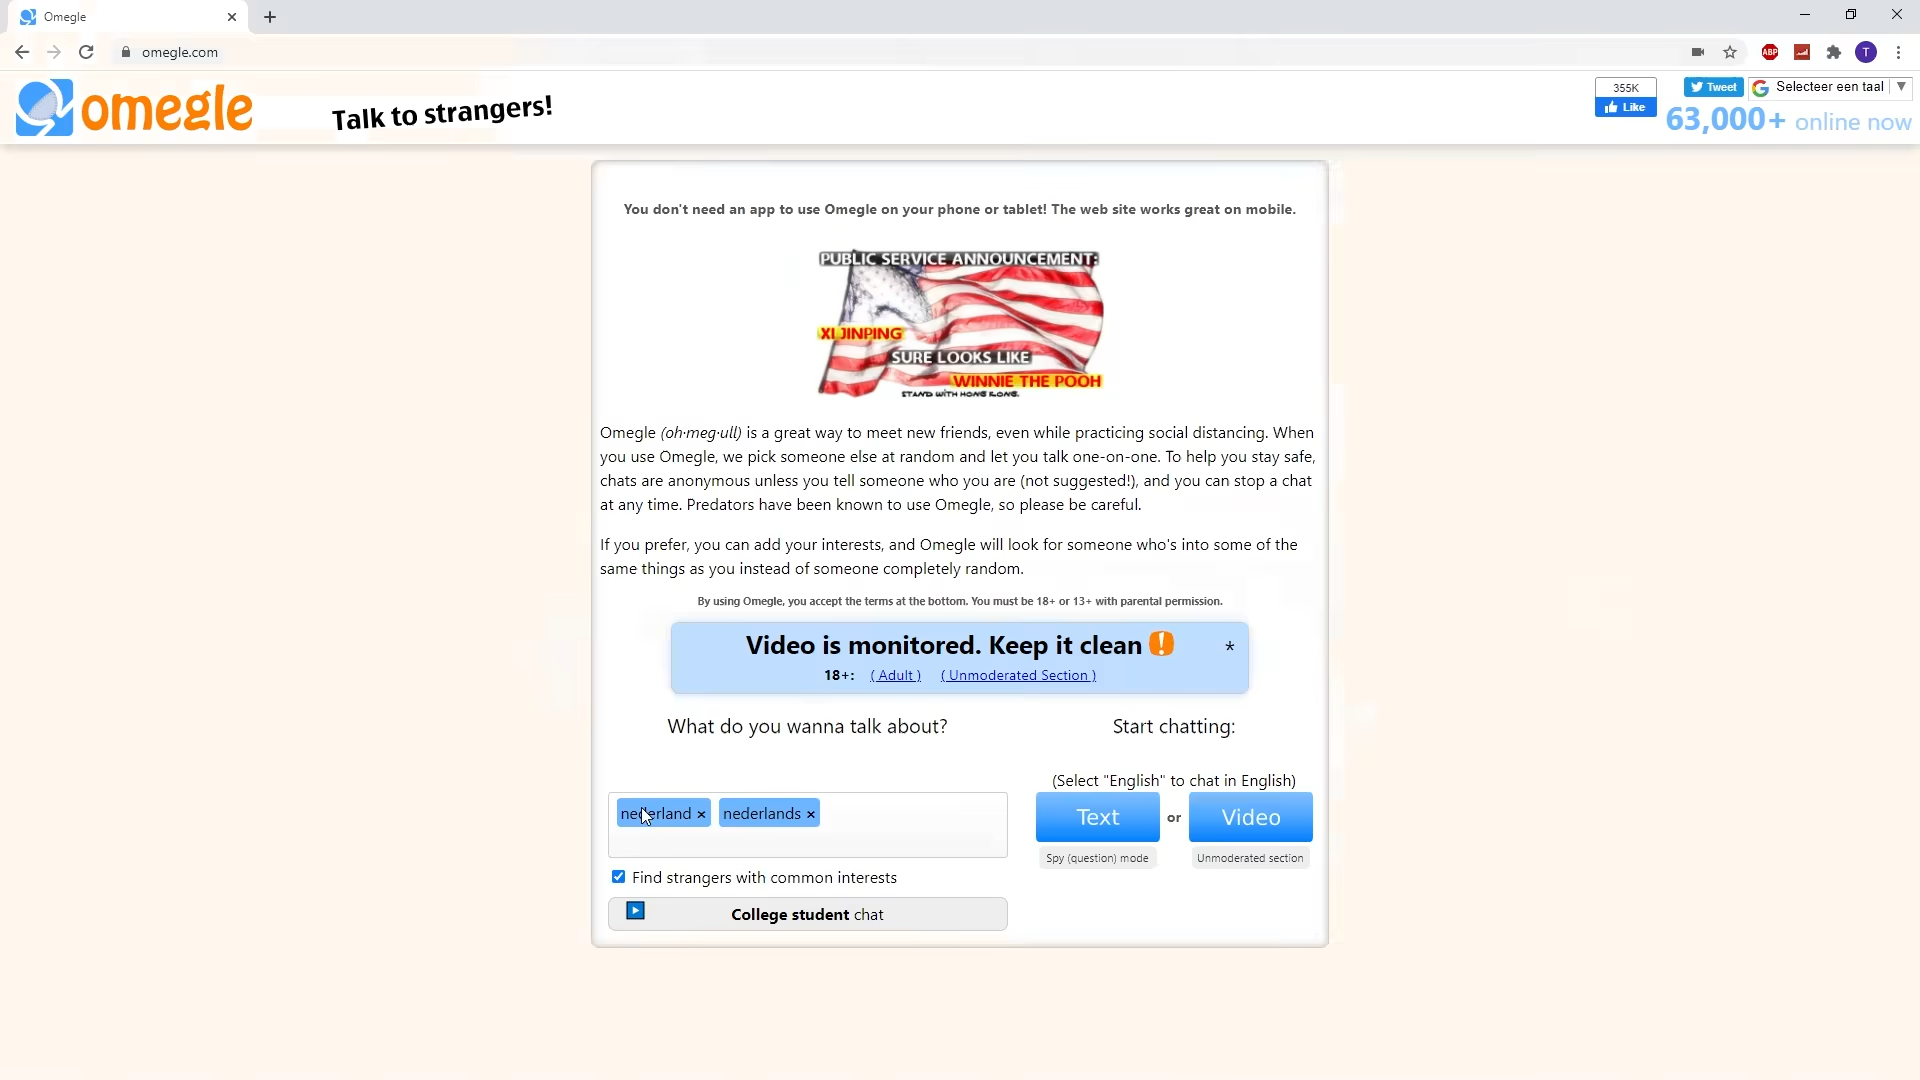 Omegle
omegle.com
ABP
T
omegle
Talk to strangers!
355K
Like
Tweet
Selecteer een taal
63,000+ online now
You don't need an app to use Omegle on your phone or tablet! The web site works great on mobile.
PUBLIC SERVICE ANNOUNCEMENT:
XI JINPING
SURE LOOKS LIKE
WINNIE THE POOH
STAND WITH HONG KONG.
Omegle (oh·meg·ull) is a great way to meet new friends, even while practicing social distancing. When
you use Omegle, we pick someone else at random and let you talk one-on-one. To help you stay safe,
chats are anonymous unless you tell someone who you are (not suggested!), and you can stop a chat
at any time. Predators have been known to use Omegle, so please be careful.
If you prefer, you can add your interests, and Omegle will look for someone who's into some of the
same things as you instead of someone completely random.
By using Omegle, you accept the terms at the bottom. You must be 18+ or 13+ with parental permission.
Video is monitored. Keep it clean ! *
18+: (Adult) (Unmoderated Section)
What do you wanna talk about?
Start chatting:
(Select "English" to chat in English)
nederland × nederlands ×
Text or Video
Spy (question) mode
Unmoderated section
Find strangers with common interests
College student chat